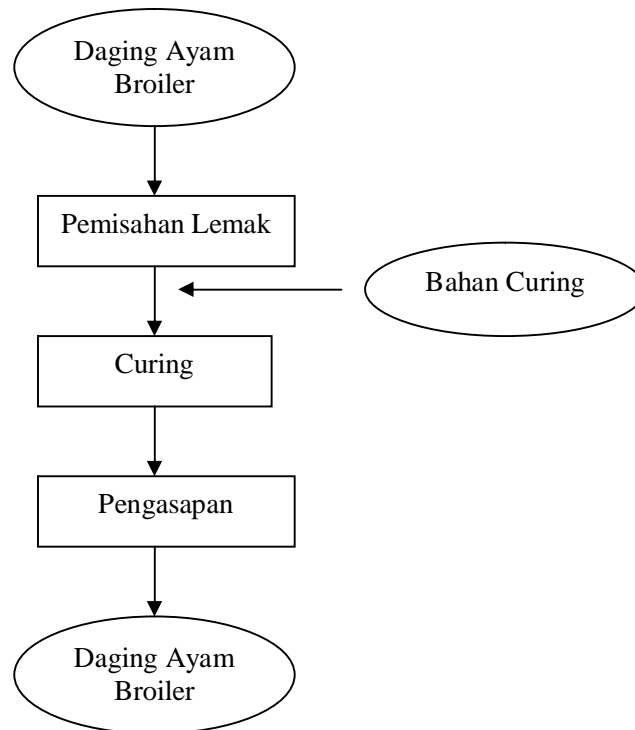 Daging Ayam
Broiler
Pemisahan Lemak
Bahan Curing
Curing
Pengasapan
Daging Ayam
Broiler